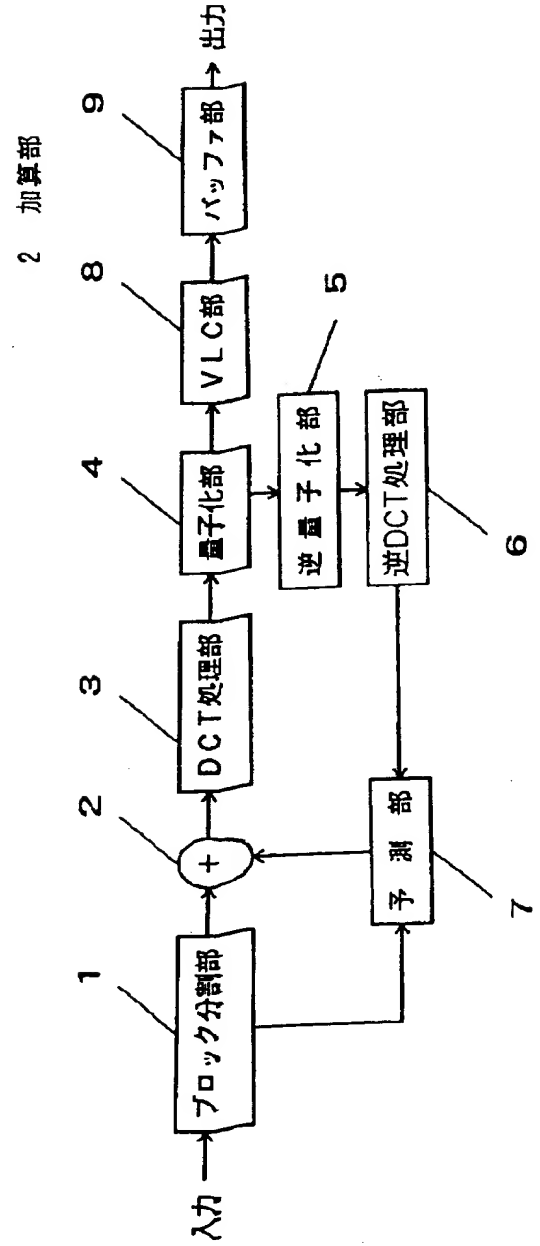 2 加算部
1
2
3
4
8
9
入力
ブロック分割部
+
DCT処理部
量子化部
VLC部
バッファ部
出力
逆量子化部
5
逆DCT処理部
6
予測部
7